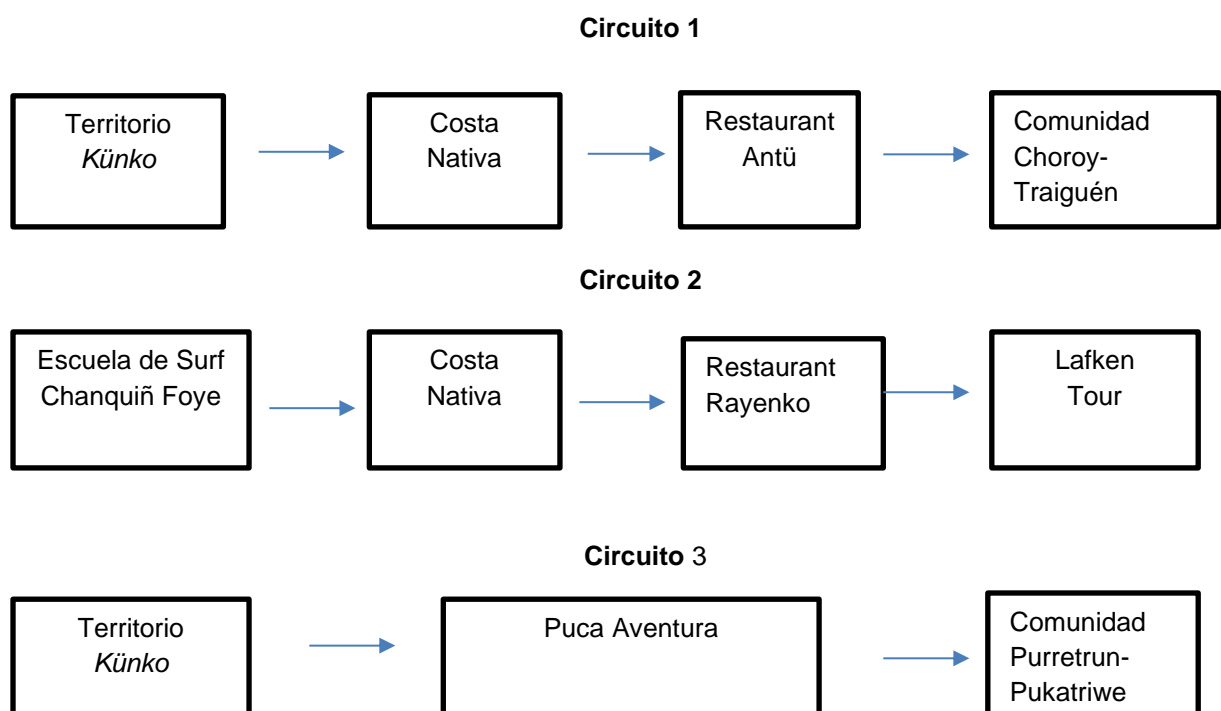 Circuito 1
Territorio
Künko
Costa
Nativa
Restaurant
Antü
Comunidad
Choroy-
Traiguén
Circuito 2
Escuela de Surf
Chanquiñ Foye
Costa
Nativa
Restaurant
Rayenko
Lafken
Tour
Circuito 3
Territorio
Künko
Puca Aventura
Comunidad
Purretrun-
Pukatriwe